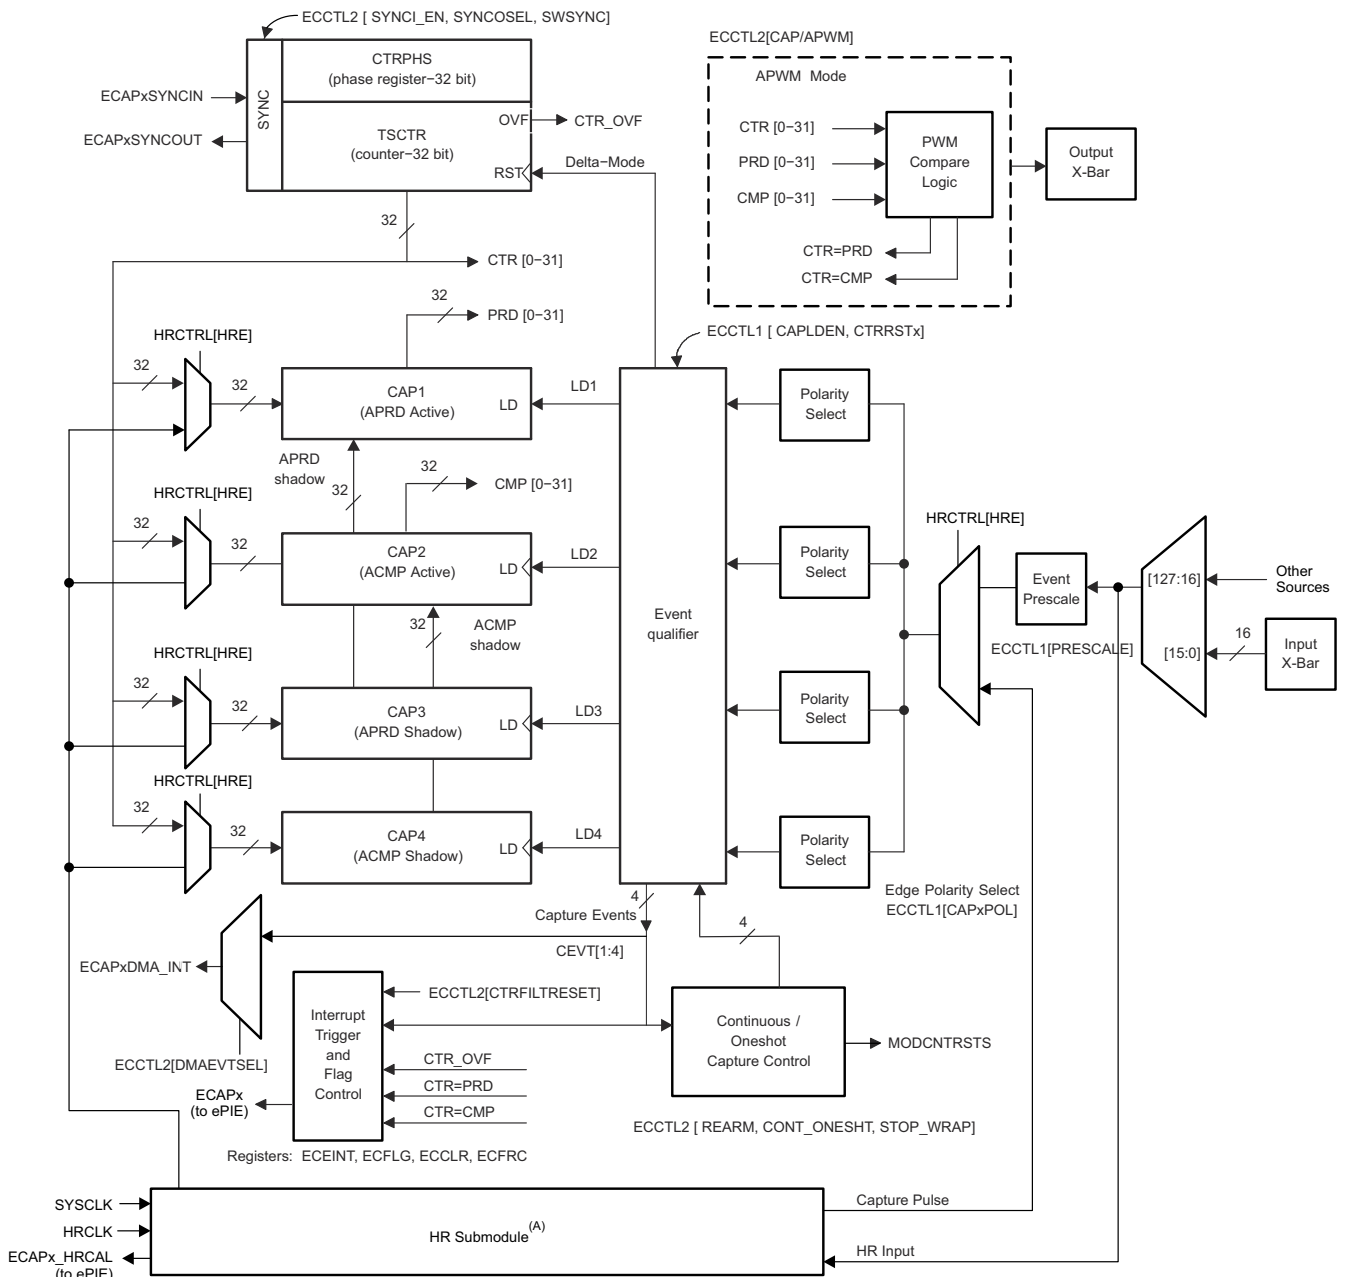 ECCTL2 [ SYNCI_EN, SYNCOSEL, SWSYNC]
SYNC
CTRPHS
(phase register−32 bit)
ECAPxSYNCIN
ECAPxSYNCOUT
TSCTR
(counter−32 bit)
OVF
RST
CTR_OVF
Delta−Mode
ECCTL2[CAP/APWM]
APWM Mode
CTR [0−31]
PRD [0−31]
CMP [0−31]
PWM
Compare
Logic
CTR=PRD
CTR=CMP
Output
X-Bar
32
CTR [0−31]
32
PRD [0−31]
ECCTL1 [ CAPLDEN, CTRRSTx]
HRCTRL[HRE]
32
32
CAP1
(APRD Active)
LD
LD1
Polarity
Select
APRD
shadow
32
32
CMP [0−31]
HRCTRL[HRE]
32
32
CAP2
(ACMP Active)
LD
LD2
Polarity
Select
Event
qualifier
32
ACMP
shadow
HRCTRL[HRE]
Event
Prescale
ECCTL1[PRESCALE]
[127:16]
[15:0]
Other
Sources
16
Input
X-Bar
HRCTRL[HRE]
32
32
CAP3
(APRD Shadow)
LD
LD3
Polarity
Select
HRCTRL[HRE]
32
32
CAP4
(ACMP Shadow)
LD
LD4
Polarity
Select
Edge Polarity Select
ECCTL1[CAPxPOL]
4
Capture Events
CEVT[1:4]
4
ECAPxDMA_INT
ECCTL2[DMAEVTSEL]
Interrupt
Trigger
and
Flag
Control
ECCTL2[CTRFILTRESET]
CTR_OVF
CTR=PRD
CTR=CMP
ECAPx
(to ePIE)
Continuous /
Oneshot
Capture Control
MODCNTRSTS
ECCTL2 [ REARM, CONT_ONESHT, STOP_WRAP]
Registers: ECEINT, ECFLG, ECCLR, ECFRC
SYSCLK
HRCLK
ECAPx_HRCAL
(to ePIE)
HR Submodule(A)
Capture Pulse
HR Input